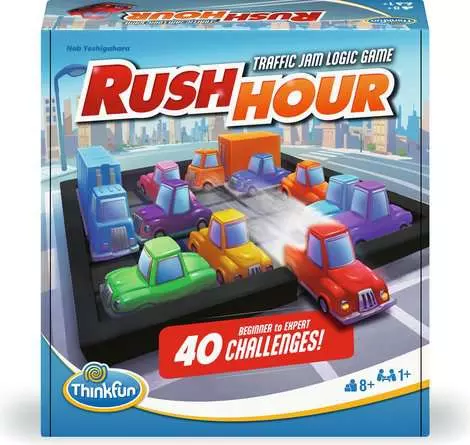 Nob Yoshigahara
TRAFFIC JAM LOGIC GAME
RUSH HOUR
BEGINNER to EXPERT
40 CHALLENGES!
ThinkFun
8+ 1+